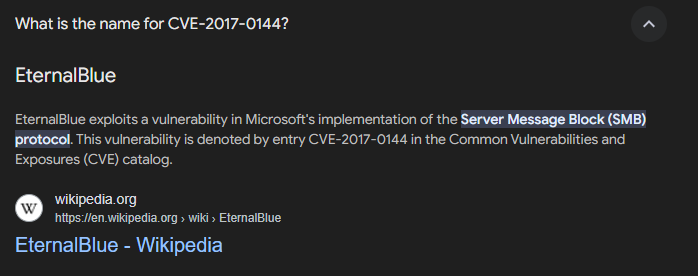 What is the name for CVE-2017-0144?
EternalBlue
EternalBlue exploits a vulnerability in Microsoft's implementation of the Server Message Block (SMB)
protocol. This vulnerability is denoted by entry CVE-2017-0144 in the Common Vulnerabilities and
Exposures (CVE) catalog.
W
wikipedia.org
https://en.wikipedia.org › wiki › EternalBlue
EternalBlue - Wikipedia